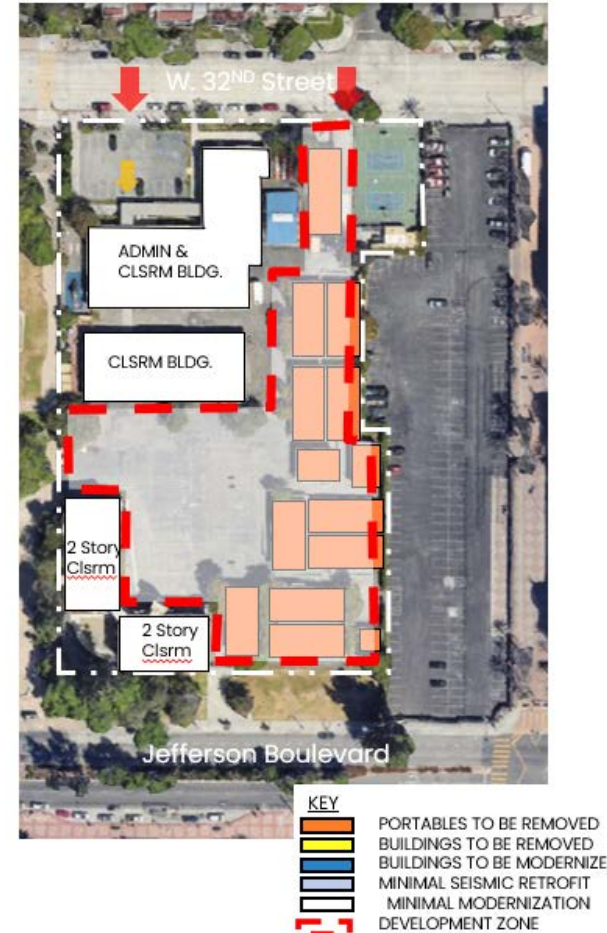 W. 32ND Street
ADMIN &
CLSRM BLDG.
CLSRM BLDG.
2 Story
Clsrm
2 Story
Clsrm
Jefferson Boulevard
KEY
PORTABLES TO BE REMOVED
BUILDINGS TO BE REMOVED
BUILDINGS TO BE MODERNIZE
MINIMAL SEISMIC RETROFIT
MINIMAL MODERNIZATION
DEVELOPMENT ZONE